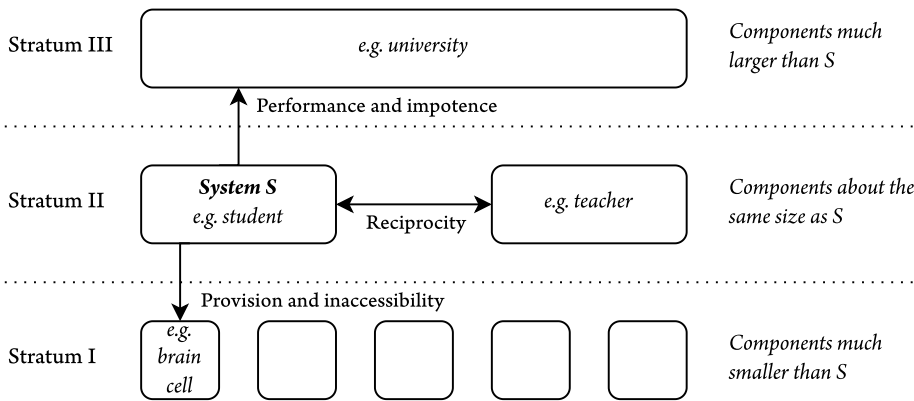 Stratum III
e.g. university
Components much
larger than S
Performance and impotence
Stratum II
System S
e.g. student
Reciprocity
e.g. teacher
Components about the
same size as S
Provision and inaccessibility
Stratum I
e.g.
brain
cell
Components much
smaller than S